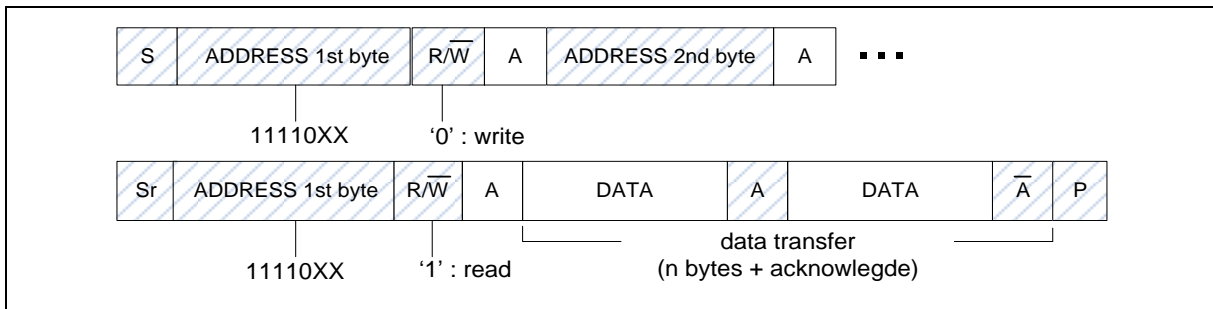 S ADDRESS 1st byte R/W̅ A ADDRESS 2nd byte A ▪ ▪ ▪
11110XX ‘0’ : write
Sr ADDRESS 1st byte R/W̅ A DATA A DATA A̅ P
11110XX ‘1’ : read data transfer
(n bytes + acknowlegde)